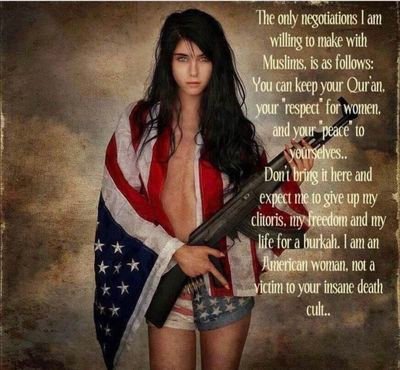 The only negotiations I am
willing to make with
Muslims, is as follows:
You can keep your Qur'an,
your "respect" for women,
and your "peace" to
yourselves..
Don't bring it here and
expect me to give up my
clitoris, my freedom and my
life for a burkah. I am an
American woman, not a
victim to your insane death
cult..